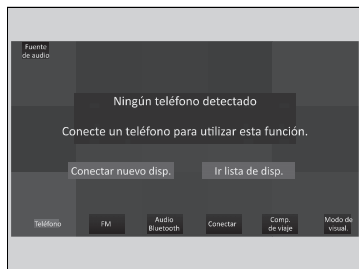 Fuente
de audio
Ningún teléfono detectado
Conecte un teléfono para utilizar esta función.
Conectar nuevo disp.
Ir lista de disp.
Teléfono
FM
Audio
Bluetooth
Conectar
Comp.
de viaje
Modo de
visual.